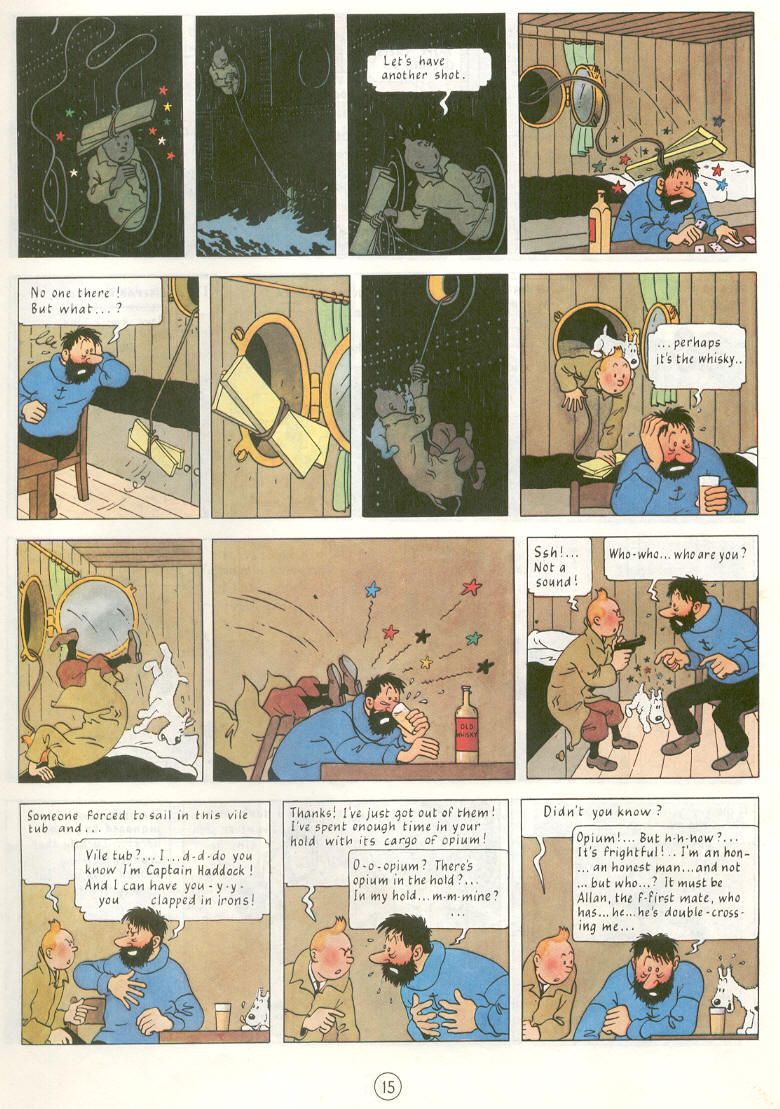 Let's have
another shot.
No one there!
But what...?
...perhaps
it's the whisky..
OLD
WHISKY
Ssh!...
Not a
sound!
Who-who... who are you?
Someone forced to sail in this vile
tub and...
Vile tub?... I...d-d-do you
know I'm Captain Haddock!
And I can have you-y-y-
you clapped in irons!
Thanks! I've just got out of them!
I've spent enough time in your
hold with its cargo of opium!
O-o-opium? There's
opium in the hold?...
In my hold...m-m-mine?
...
Didn't you know?
Opium!... But h-h-how?...
It's frightful!.. I'm an hon-
... an honest man...and not
...but who...? It must be
Allan, the f-first mate, who
has... he...he's double-cross-
ing me...
15